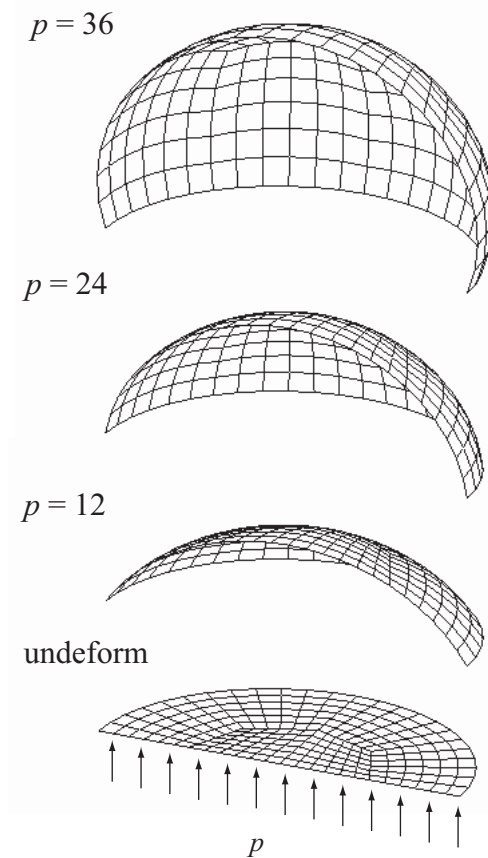 p = 36
p = 24
p = 12
undeform
p